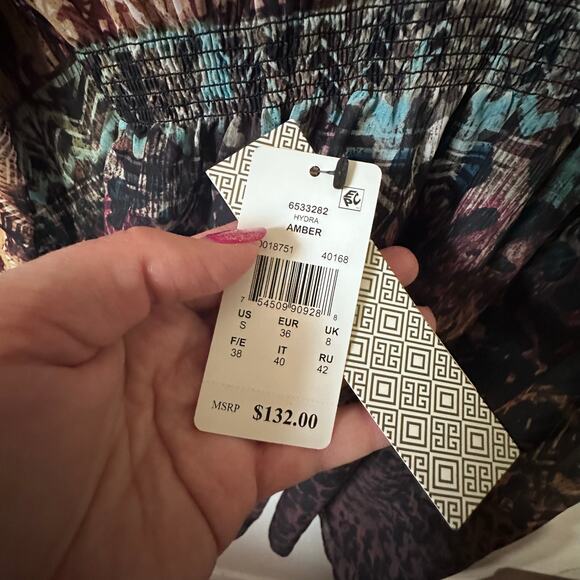 6533282
HYDRA
AMBER
0018751 40168
7 54509 90928 8
US EUR UK
S 36 8
F/E IT RU
38 40 42
MSRP $132.00